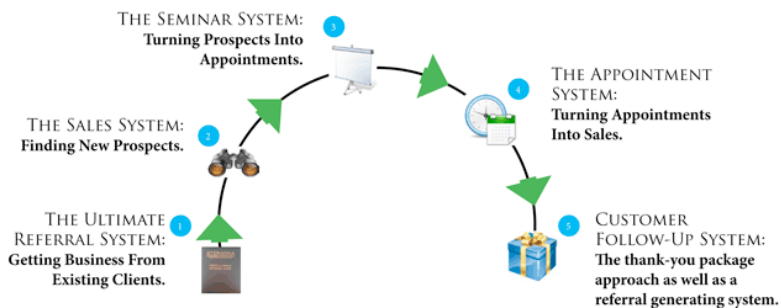 3
THE SEMINAR SYSTEM:
Turning Prospects Into
Appointments.
4
THE APPOINTMENT
SYSTEM:
Turning Appointments
Into Sales.
2
THE SALES SYSTEM:
Finding New Prospects.
1
THE ULTIMATE
REFERRAL SYSTEM:
Getting Business From
Existing Clients.
5
CUSTOMER
FOLLOW-UP SYSTEM:
The thank-you package
approach as well as a
referral generating system.